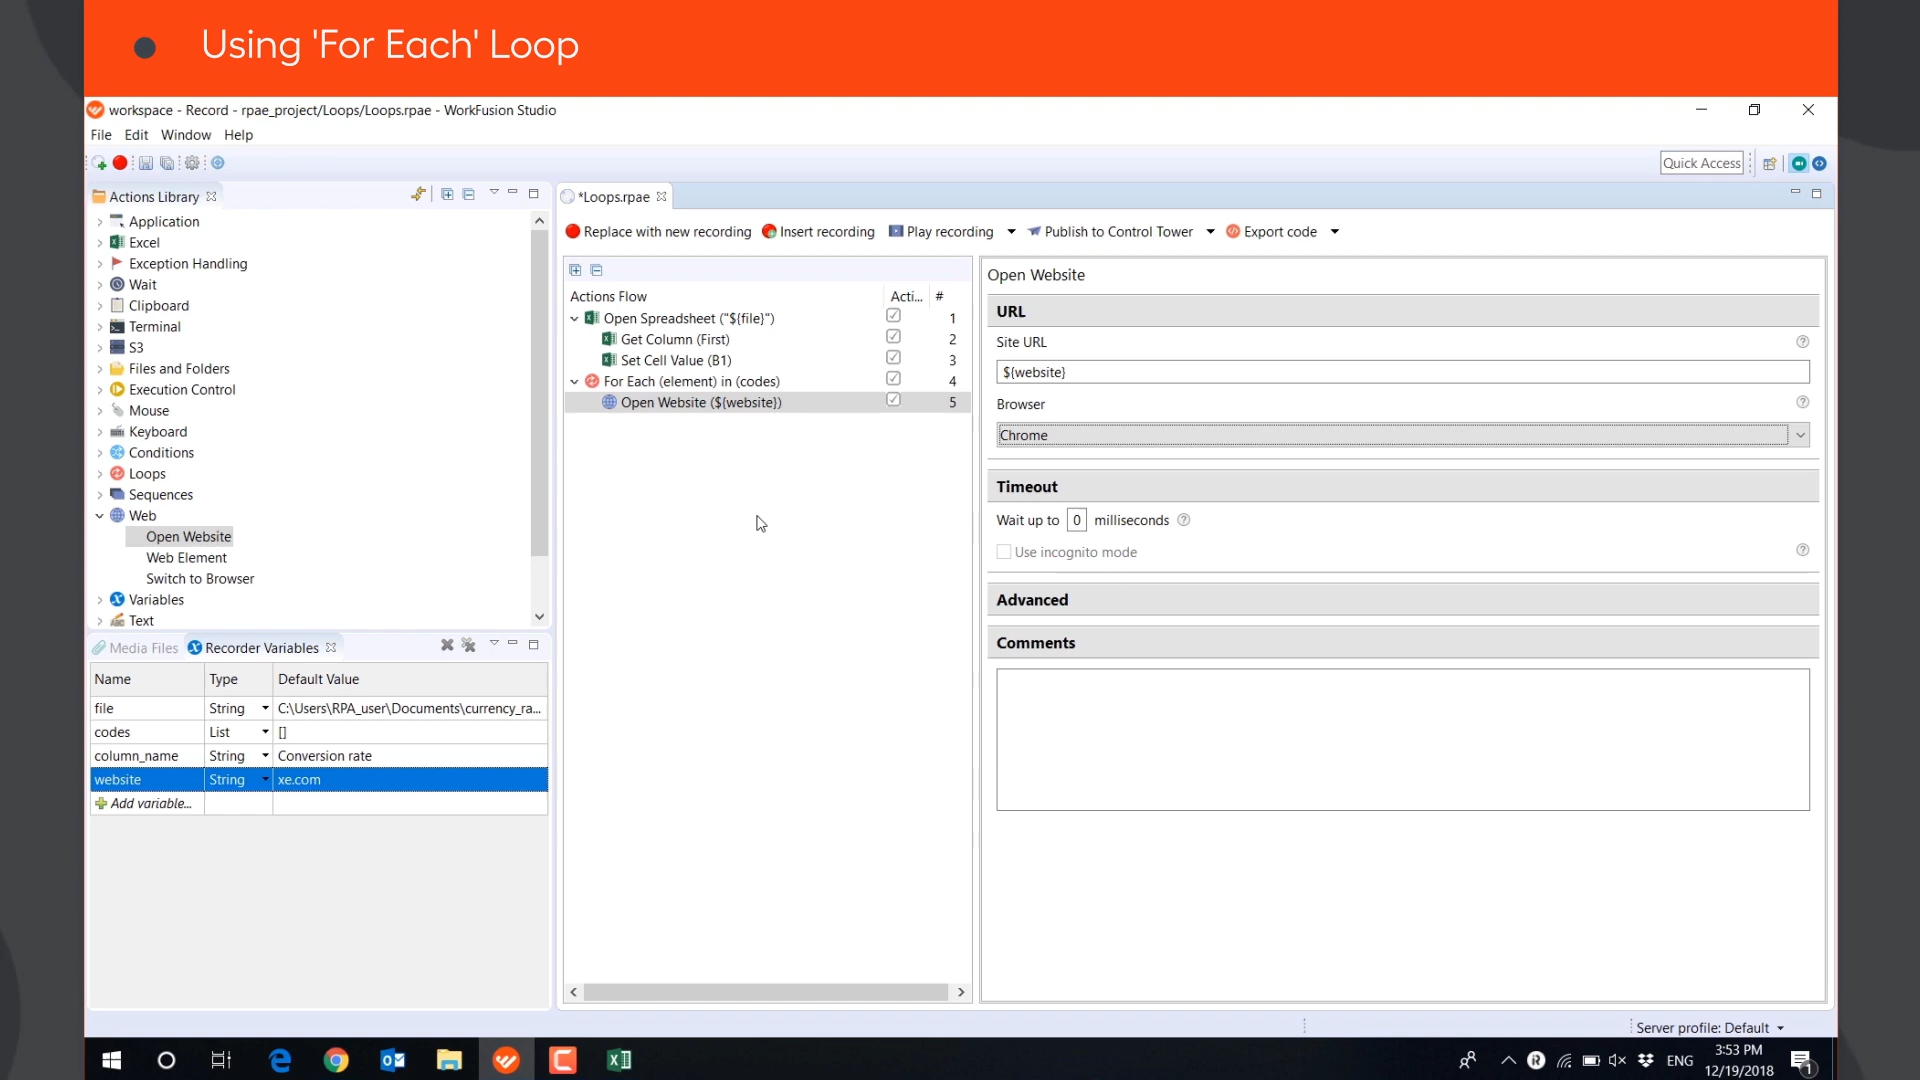 Using 'For Each' Loop
workspace - Record - rpae_project/Loops/Loops.rpae - WorkFusion Studio
File Edit Window Help
Quick Access
Actions Library
Application
Excel
Exception Handling
Wait
Clipboard
Terminal
S3
Files and Folders
Execution Control
Mouse
Keyboard
Conditions
Loops
Sequences
Web
Open Website
Web Element
Switch to Browser
Variables
Text
Media Files Recorder Variables
Name Type Default Value
file String C:\Users\RPA_user\Documents\currency_ra...
codes List []
column_name String Conversion rate
website String xe.com
Add variable...
*Loops.rpae
Replace with new recording Insert recording Play recording Publish to Control Tower Export code
Actions Flow Acti... #
Open Spreadsheet ("${file}") 1
Get Column (First) 2
Set Cell Value (B1) 3
For Each (element) in (codes) 4
Open Website (${website}) 5
Open Website
URL
Site URL
${website}
Browser
Chrome
Timeout
Wait up to 0 milliseconds
Use incognito mode
Advanced
Comments
Server profile: Default
ENG
3:53 PM
12/19/2018
1